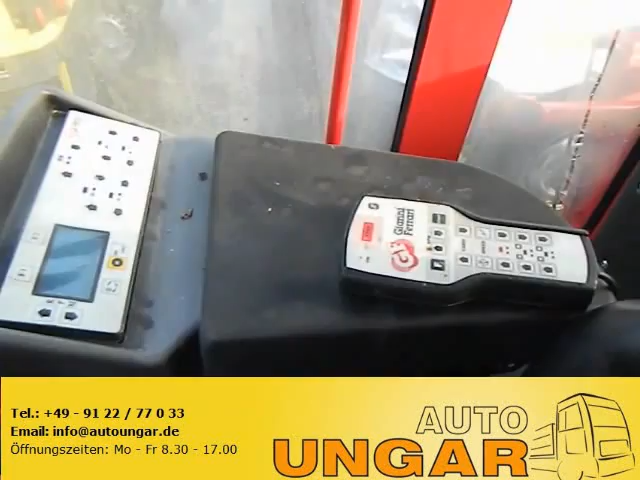 Giarin
Ferrari
Tel.: +49 - 91 22 / 77 0 33
Email: info@autoungar.de
Öffnungszeiten: Mo - Fr 8.30 - 17.00
AUTO
UNGAR